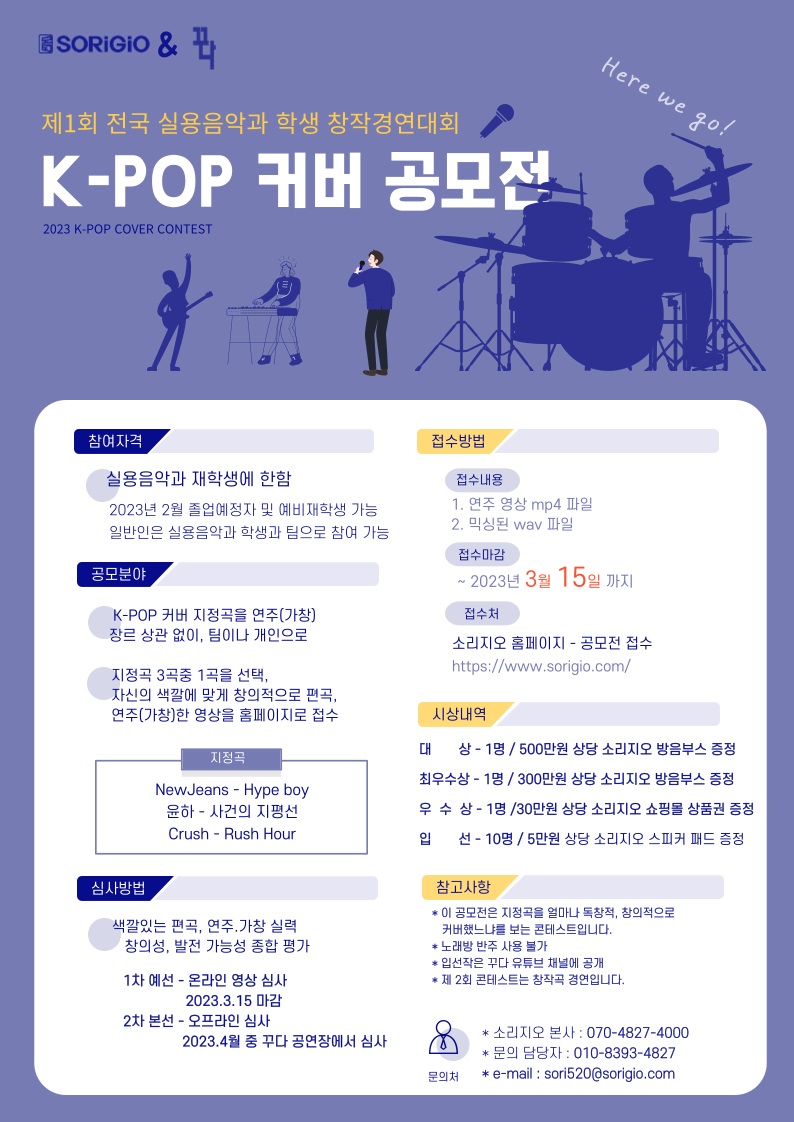 SORiGiO & 꾸다
Here we go!
제1회 전국 실용음악과 학생 창작경연대회
K-POP 커버 공모전
2023 K-POP COVER CONTEST
참여자격
실용음악과 재학생에 한함
2023년 2월 졸업예정자 및 예비재학생 가능
일반인은 실용음악과 학생과 팀으로 참여 가능
공모분야
K-POP 커버 지정곡을 연주(가창)
장르 상관 없이, 팀이나 개인으로
지정곡 3곡중 1곡을 선택,
자신의 색깔에 맞게 창의적으로 편곡,
연주(가창)한 영상을 홈페이지로 접수
지정곡
NewJeans - Hype boy
윤하 - 사건의 지평선
Crush - Rush Hour
심사방법
색깔있는 편곡, 연주.가창 실력
창의성, 발전 가능성 종합 평가
1차 예선 - 온라인 영상 심사
2023.3.15 마감
2차 본선 - 오프라인 심사
2023.4월 중 꾸다 공연장에서 심사
접수방법
접수내용
1. 연주 영상 mp4 파일
2. 믹싱된 wav 파일
접수마감
~ 2023년 3월 15일 까지
접수처
소리지오 홈페이지 - 공모전 접수
https://www.sorigio.com/
시상내역
대 상 - 1명 / 500만원 상당 소리지오 방음부스 증정
최우수상 - 1명 / 300만원 상당 소리지오 방음부스 증정
우 수 상 - 1명 /30만원 상당 소리지오 쇼핑몰 상품권 증정
입 선 - 10명 / 5만원 상당 소리지오 스피커 패드 증정
참고사항
* 이 공모전은 지정곡을 얼마나 독창적, 창의적으로
커버했느냐를 보는 콘테스트입니다.
* 노래방 반주 사용 불가
* 입선작은 꾸다 유튜브 채널에 공개
* 제 2회 콘테스트는 창작곡 경연입니다.
문의처
* 소리지오 본사 : 070-4827-4000
* 문의 담당자 : 010-8393-4827
* e-mail : sori520@sorigio.com